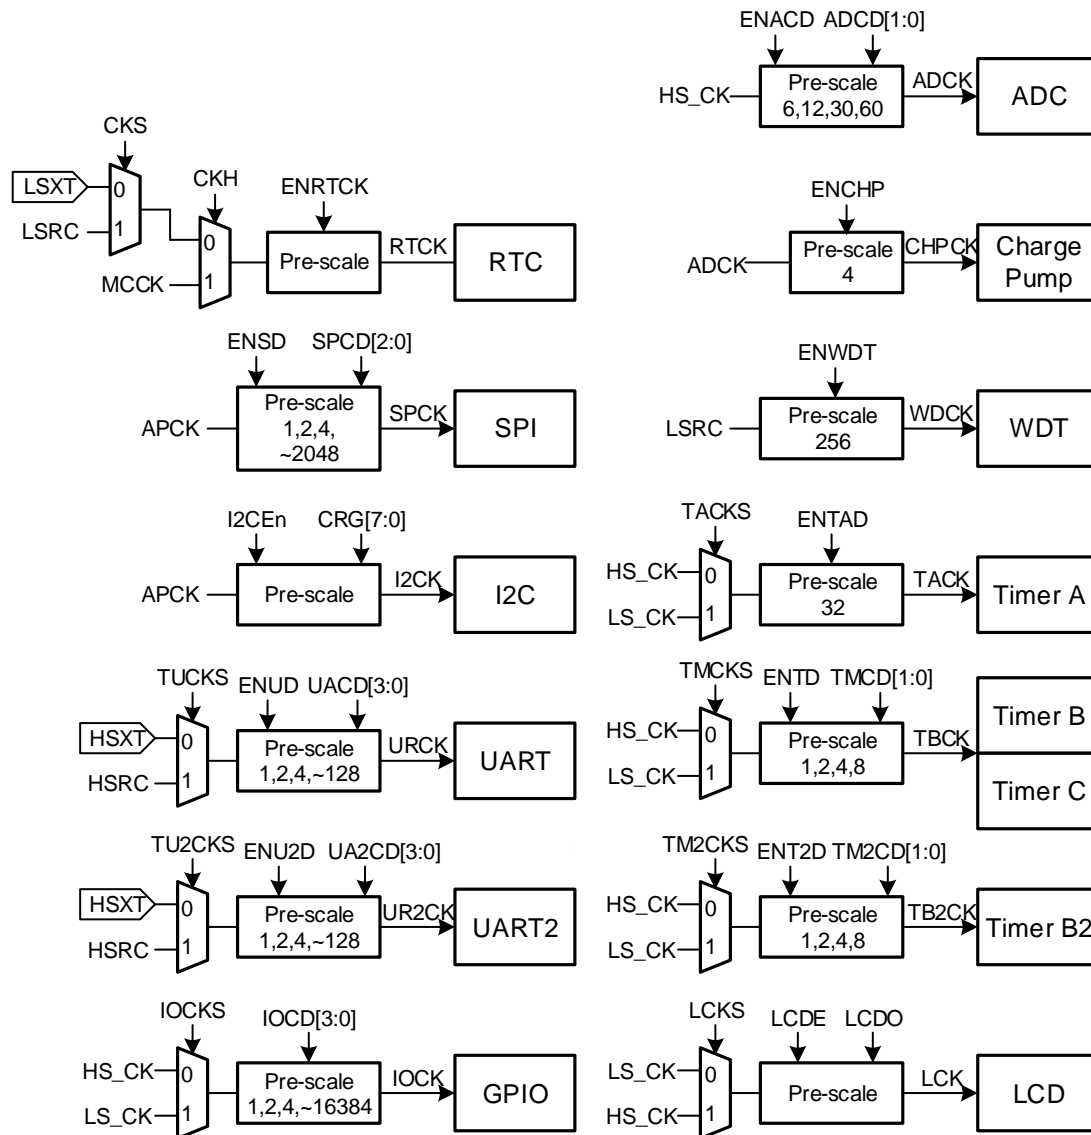 CKS
LSXT
0
CKH
ENRTCK
LSRC
1
0
Pre-scale
RTCK
RTC
MCCK
1
ENSD SPCD[2:0]
APCK
Pre-scale
1,2,4,
~2048
SPCK
SPI
I2CEn CRG[7:0]
APCK
Pre-scale
I2CK
I2C
TUCKS
ENUD UACD[3:0]
HSXT
0
HSRC
1
Pre-scale
1,2,4,~128
URCK
UART
TU2CKS
ENU2D UA2CD[3:0]
HSXT
0
HSRC
1
Pre-scale
1,2,4,~128
UR2CK
UART2
IOCKS
IOCD[3:0]
HS_CK
0
LS_CK
1
Pre-scale
1,2,4,~16384
IOCK
GPIO
ENACD ADCD[1:0]
HS_CK
Pre-scale
6,12,30,60
ADCK
ADC
ENCHP
ADCK
Pre-scale
4
CHPCK
Charge
Pump
ENWDT
LSRC
Pre-scale
256
WDCK
WDT
TACKS
ENTAD
HS_CK
0
LS_CK
1
Pre-scale
32
TACK
Timer A
TMCKS
ENTD TMCD[1:0]
HS_CK
0
LS_CK
1
Pre-scale
1,2,4,8
TBCK
Timer B
Timer C
TM2CKS
ENT2D TM2CD[1:0]
HS_CK
0
LS_CK
1
Pre-scale
1,2,4,8
TB2CK
Timer B2
LCKS
LCDE LCDO
LS_CK
0
HS_CK
1
Pre-scale
LCK
LCD